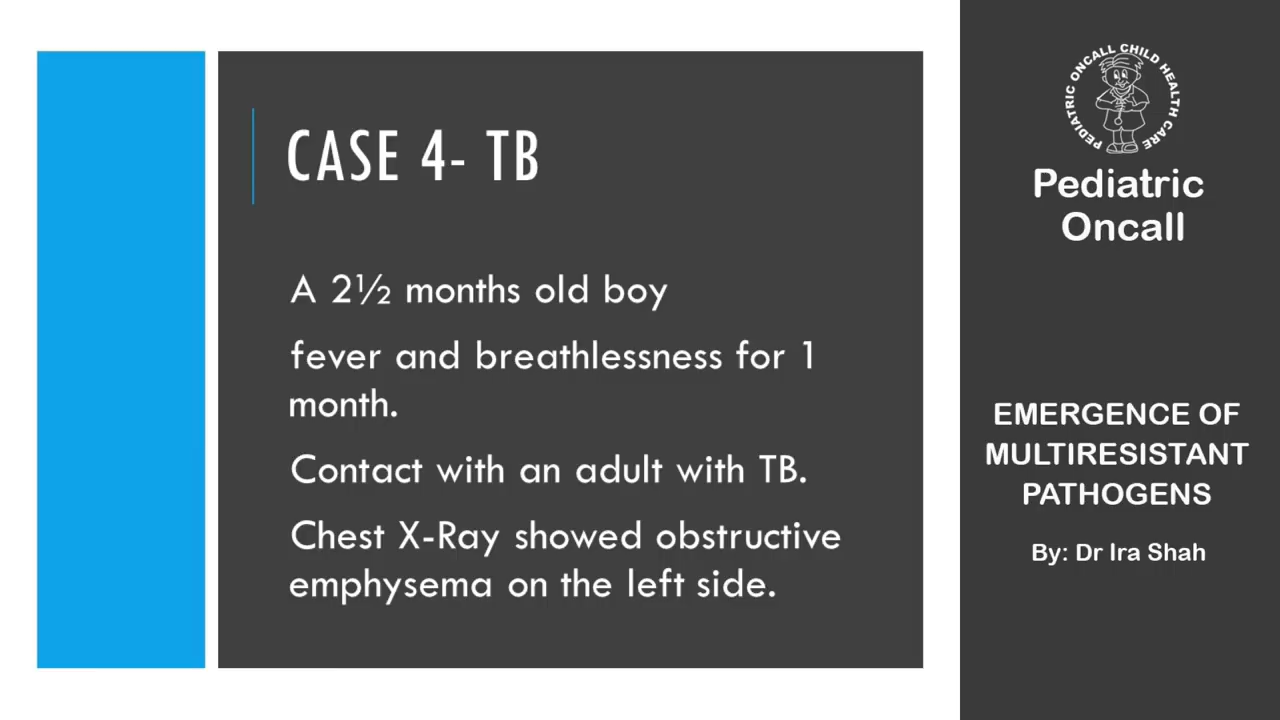 CASE 4- TB
A 2½ months old boy
fever and breathlessness for 1
month.
Contact with an adult with TB.
Chest X-Ray showed obstructive
emphysema on the left side.
PEDIATRIC ONCALL CHILD HEALTH CARE
Pediatric
Oncall
EMERGENCE OF
MULTIRESISTANT
PATHOGENS
By: Dr Ira Shah